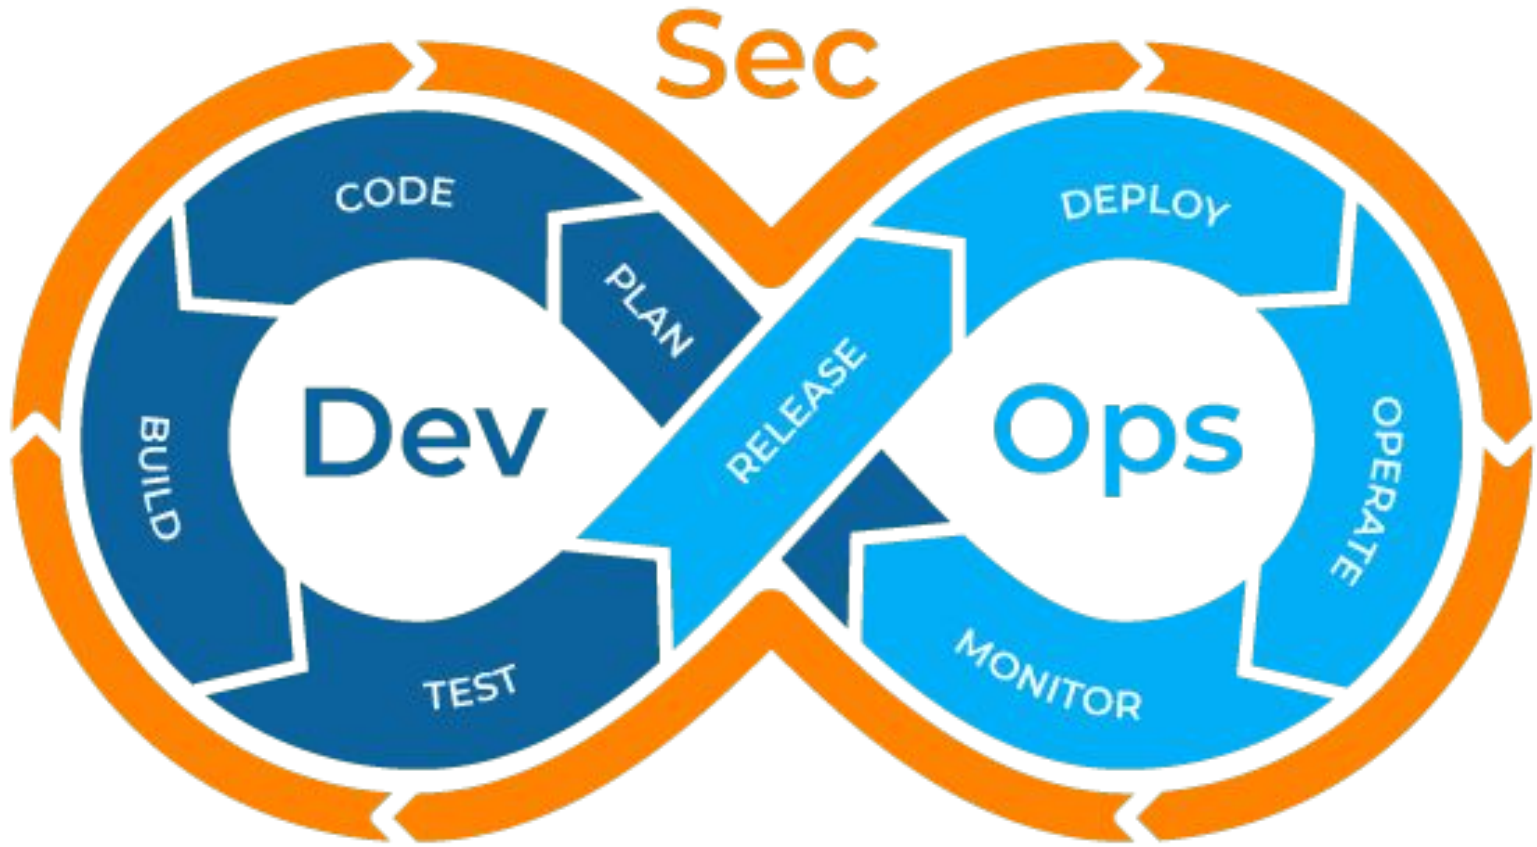 Sec
CODE
DEPLOY
PLAN
RELEASE
Dev
Ops
BUILD
OPERATE
TEST
MONITOR